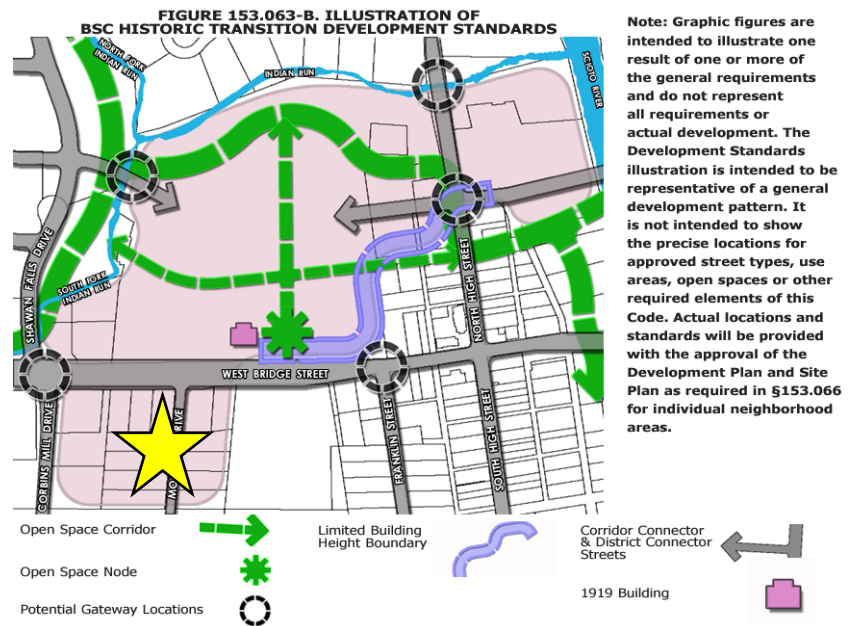 FIGURE 153.063-B. ILLUSTRATION OF
BSC HISTORIC TRANSITION DEVELOPMENT STANDARDS
Note: Graphic figures are
intended to illustrate one
result of one or more of
the general requirements
and do not represent
all requirements or
actual development. The
Development Standards
illustration is intended to be
representative of a general
development pattern. It
is not intended to show
the precise locations for
approved street types, use
areas, open spaces or other
required elements of this
Code. Actual locations and
standards will be provided
with the approval of the
Development Plan and Site
Plan as required in §153.066
for individual neighborhood
areas.
NORTH FORK
INDIAN RUN
INDIAN RUN
SCIOTO RIVER
SHAWAN FALLS DRIVE
SOUTH FORK
INDIAN RUN
NORTH HIGH STREET
WEST BRIDGE STREET
CORBINS MILL DRIVE
FRANKLIN STREET
SOUTH HIGH STREET
Open Space Corridor
Open Space Node
Potential Gateway Locations
Limited Building
Height Boundary
Corridor Connector
& District Connector
Streets
1919 Building